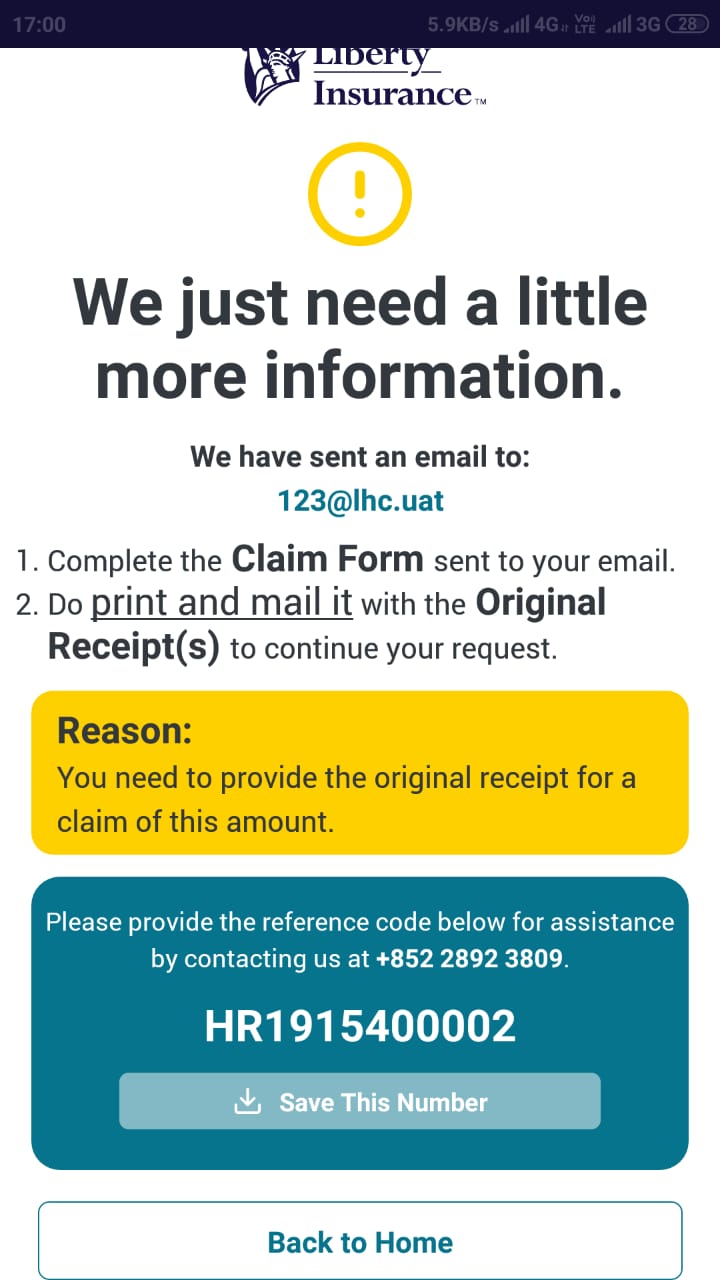 17:00 5.9KB/s 4G Vo)) LTE 3G 28
Liberty
Insurance™
We just need a little
more information.
We have sent an email to:
123@lhc.uat
1. Complete the Claim Form sent to your email.
2. Do print and mail it with the Original
Receipt(s) to continue your request.
Reason:
You need to provide the original receipt for a
claim of this amount.
Please provide the reference code below for assistance
by contacting us at +852 2892 3809.
HR1915400002
Save This Number
Back to Home